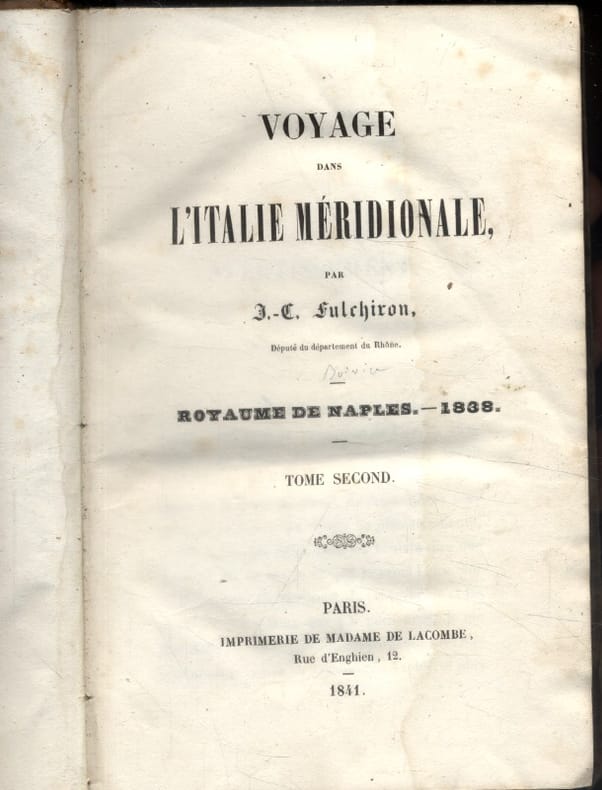 VOYAGE
DANS
L'ITALIE MÉRIDIONALE,
PAR
J.-C. Fulchiron,
Député du département du Rhône.
ROYAUME DE NAPLES.—1838.
TOME SECOND.
PARIS.
IMPRIMERIE DE MADAME DE LACOMBE,
Rue d'Enghien, 12.
1841.